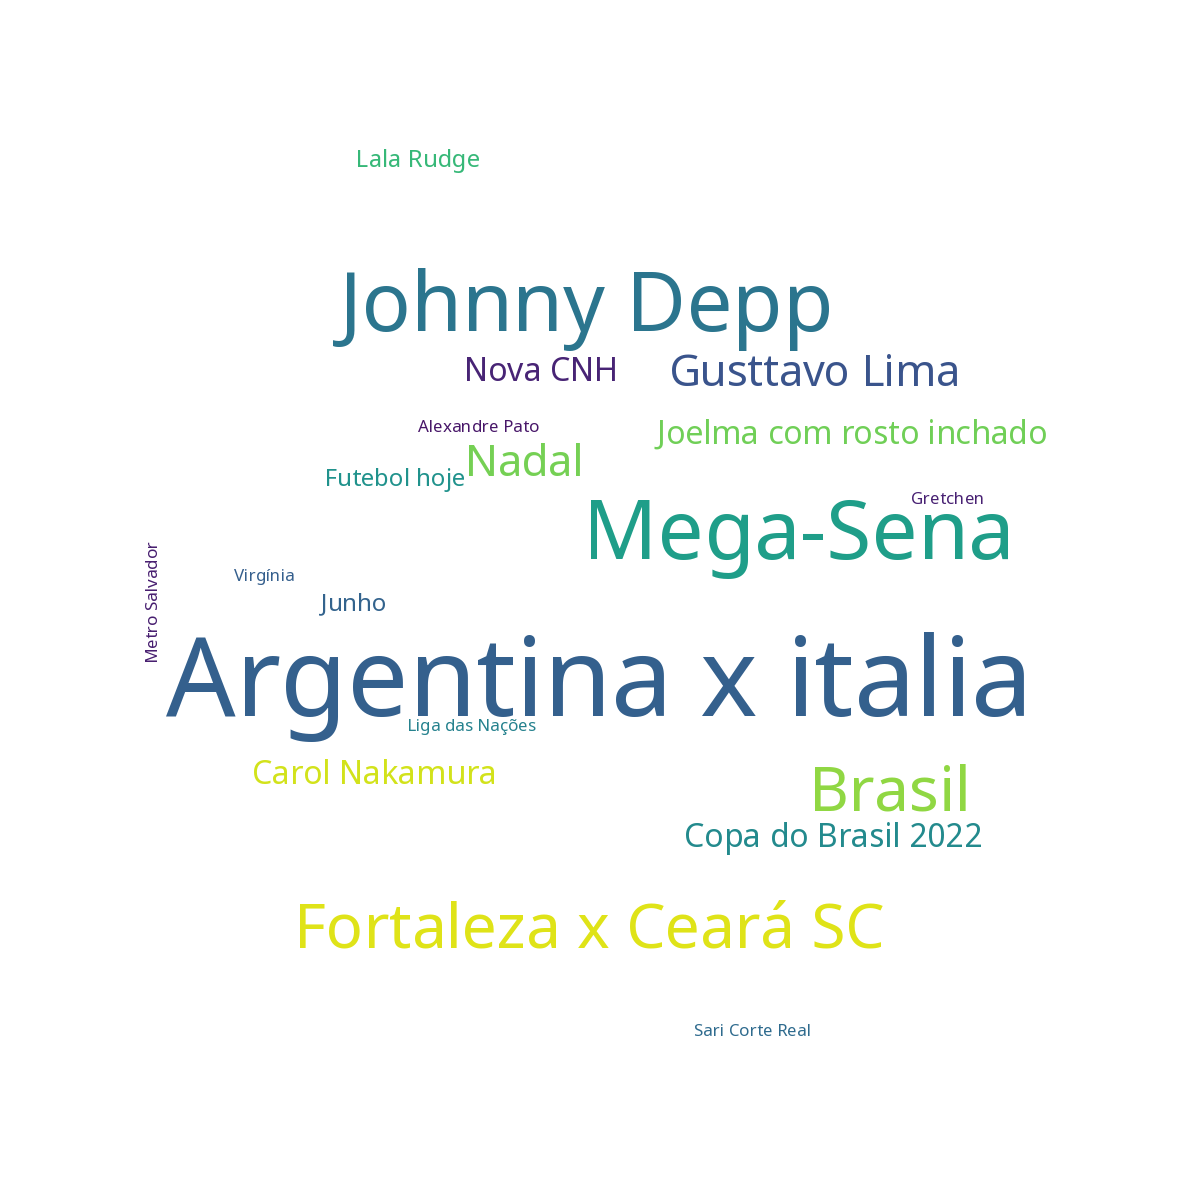 Lala Rudge
Johnny Depp
Nova CNH
Gusttavo Lima
Alexandre Pato
Joelma com rosto inchado
Nadal
Futebol hoje
Gretchen
Mega-Sena
Metro Salvador
Virgínia
Junho
Argentina x italia
Liga das Nações
Carol Nakamura
Brasil
Copa do Brasil 2022
Fortaleza x Ceará SC
Sari Corte Real